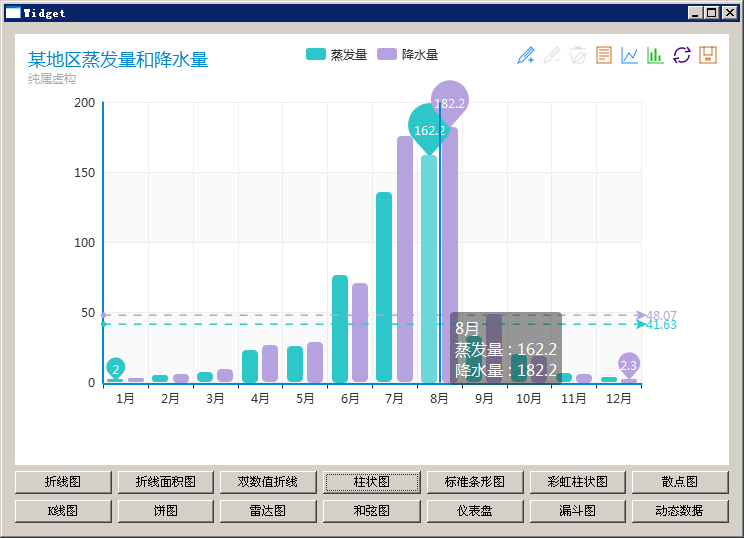 Widget
某地区蒸发量和降水量
纯属虚构
蒸发量 降水量
200
150
100
50
0
182.2
162.2
48.07
41.63
2
2.3
8月
蒸发量 : 162.2
降水量 : 182.2
1月 2月 3月 4月 5月 6月 7月 8月 9月 10月 11月 12月
折线图 折线面积图 双数值折线 柱状图 标准条形图 彩虹柱状图 散点图
K线图 饼图 雷达图 和弦图 仪表盘 漏斗图 动态数据